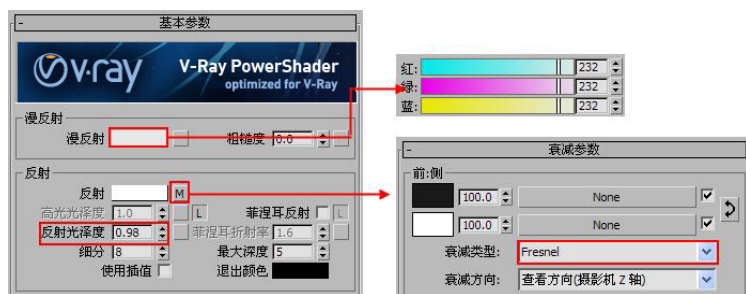 - 基本参数
v·ray V-Ray PowerShader
optimized for V-Ray
漫反射
漫反射 粗糙度 0.0
反射
反射 M
高光光泽度 1.0 L 菲涅耳反射 L
反射光泽度 0.98 菲涅耳折射率 1.6
细分 8 最大深度 5
使用插值 退出颜色
红: 232
绿: 232
蓝: 232
- 衰减参数
前:侧
100.0 None
100.0 None
衰减类型: Fresnel
衰减方向: 查看方向(摄影机 Z 轴)